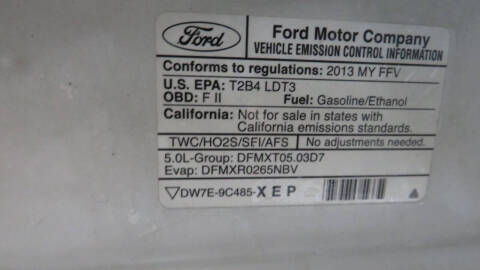 Ford
Ford Motor Company
VEHICLE EMISSION CONTROL INFORMATION
Conforms to regulations: 2013 MY FFV
U.S. EPA: T2B4 LDT3
OBD: F II Fuel: Gasoline/Ethanol
California: Not for sale in states with
California emissions standards.
TWC/HO2S/SFI/AFS No adjustments needed.
5.0L-Group: DFMXT05.03D7
Evap: DFMXR0265NBV
DW7E-9C485-XEP